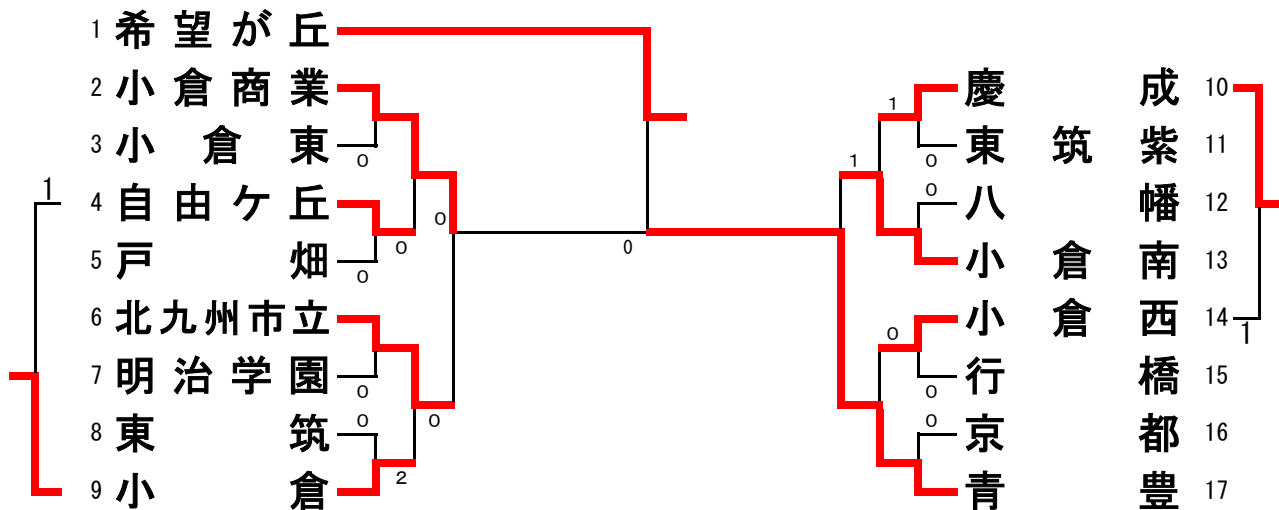 1 希望が丘
2 小倉商業
3 小倉東
0
1
4 自由ケ丘
0
0
5 戸畑
0
6 北九州市立
7 明治学園
0
8 東筑
0
0
9 小倉
2
0
慶成 10
1
東筑紫 11
0
1
八幡 12
0
小倉南 13
小倉西 14
0
1
行橋 15
0
京都 16
0
青豊 17